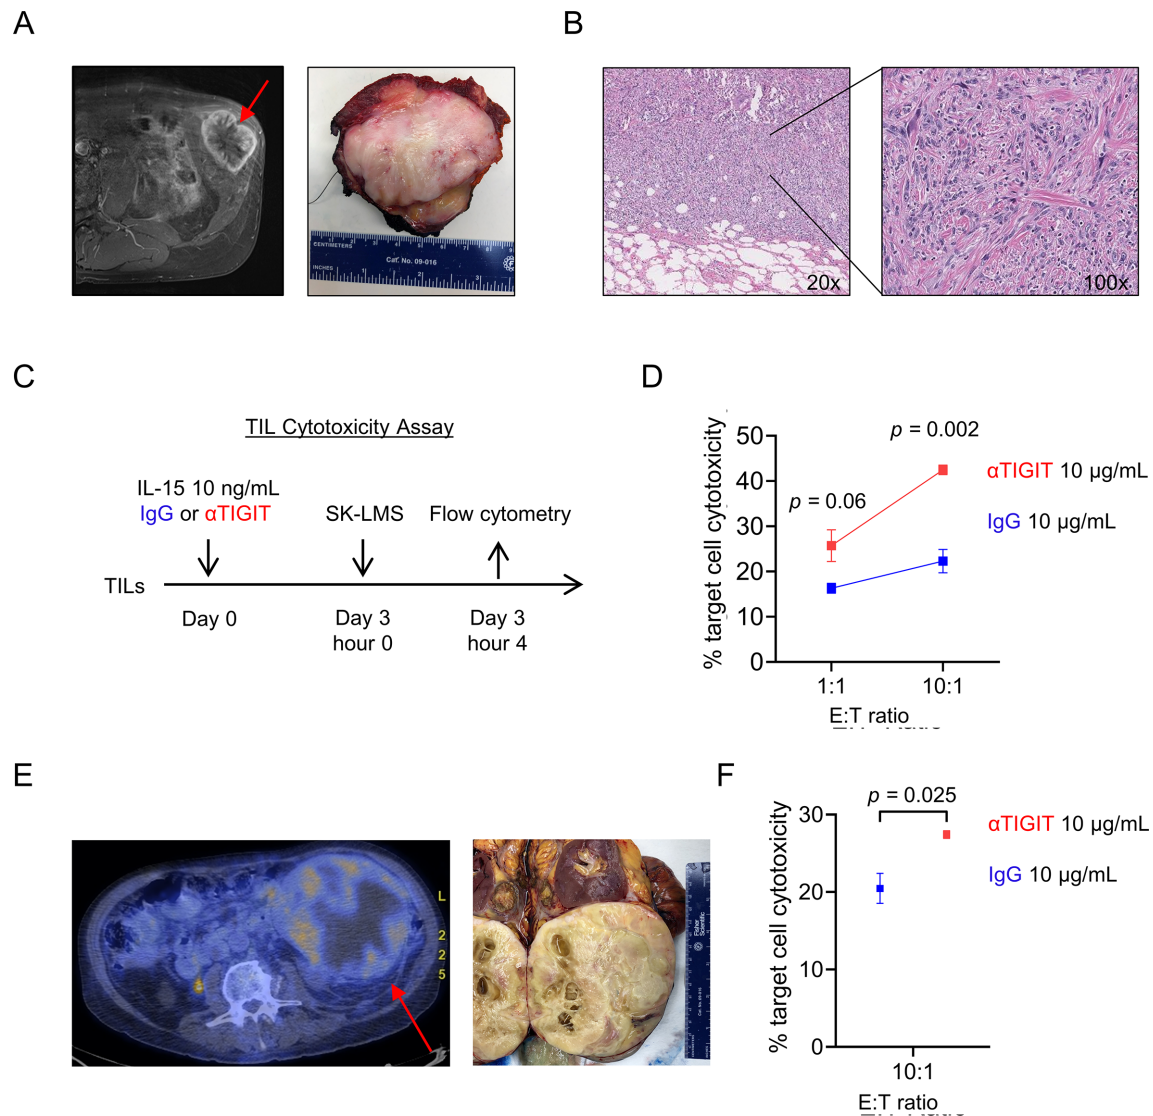 A
B
CENTIMETERS
Cat. No. 09-016
INCHES
20x
100x
C
D
TIL Cytotoxicity Assay
IL-15 10 ng/mL
IgG or αTIGIT
SK-LMS
Flow cytometry
TILs
Day 0
Day 3
hour 0
Day 3
hour 4
% target cell cytotoxicity
50
40
30
20
10
0
p = 0.06
p = 0.002
αTIGIT 10 µg/mL
IgG 10 µg/mL
1:1
10:1
E:T ratio
E
F
L
2
2
5
Fisher
Scientific
% target cell cytotoxicity
30
20
10
0
p = 0.025
αTIGIT 10 µg/mL
IgG 10 µg/mL
10:1
E:T ratio